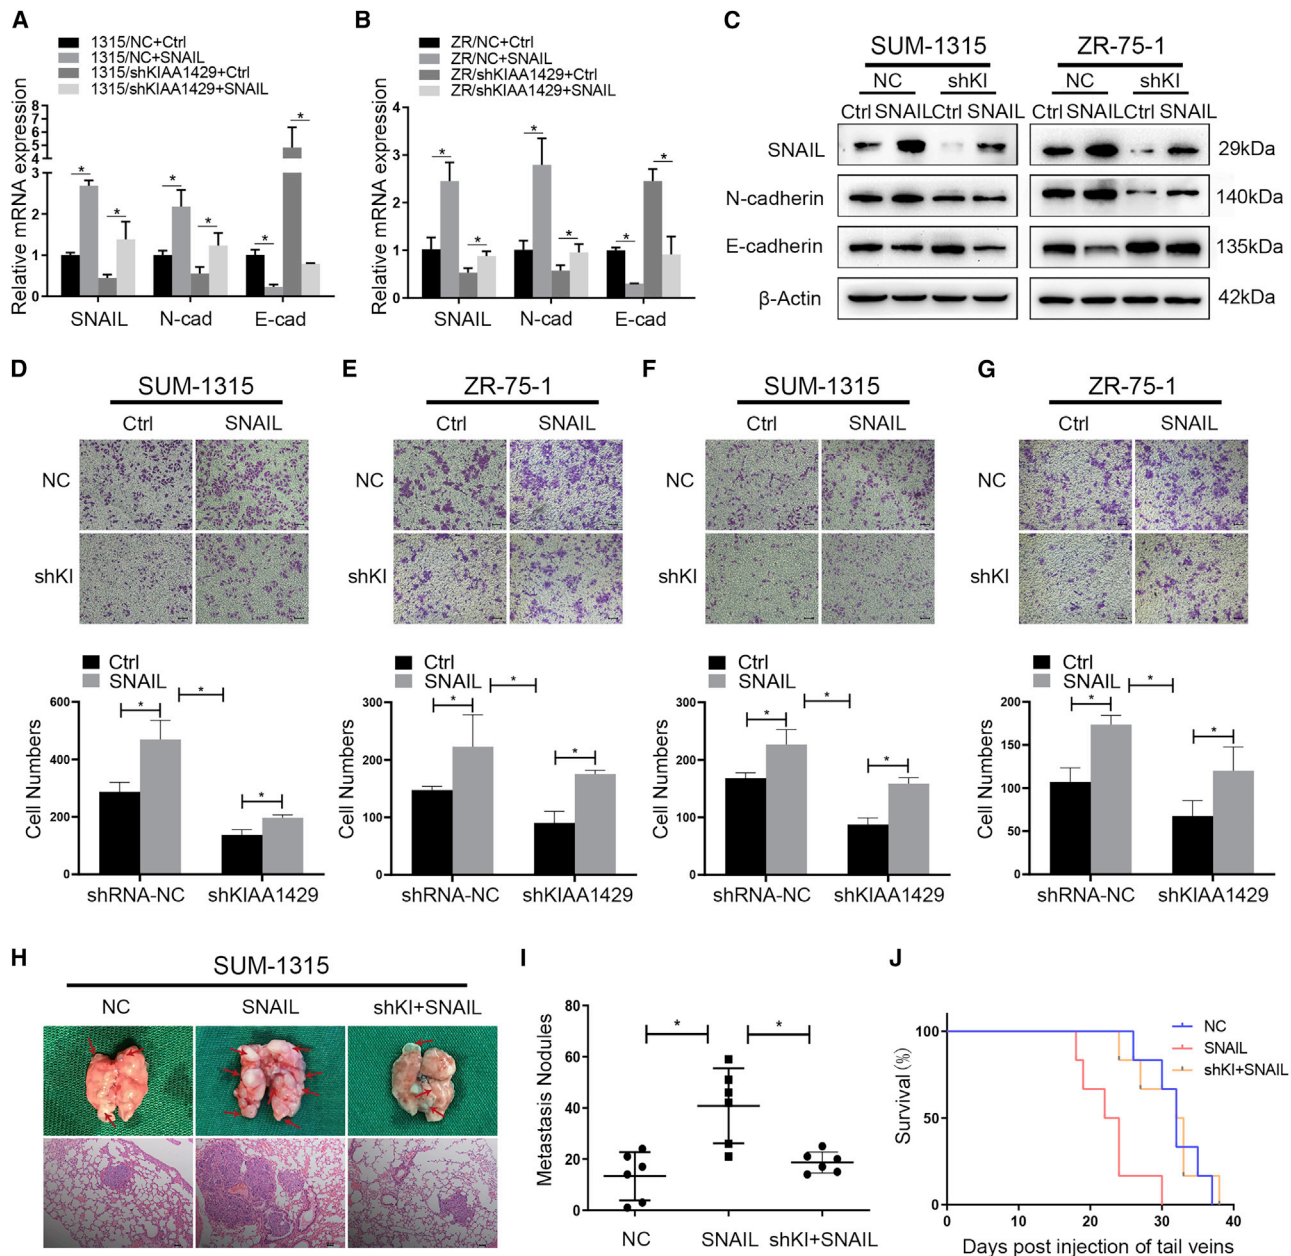 A
1315/NC+Ctrl
1315/NC+SNAIL
1315/shKIAA1429+Ctrl
1315/shKIAA1429+SNAIL
Relative mRNA expression
8
7
6
5
4
3
2
1
0
* * * * * *
SNAIL N-cad E-cad
B
ZR/NC+Ctrl
ZR/NC+SNAIL
ZR/shKIAA1429+Ctrl
ZR/shKIAA1429+SNAIL
Relative mRNA expression
4
3
2
1
0
* * * * * *
SNAIL N-cad E-cad
C
SUM-1315 ZR-75-1
NC shKI NC shKI
Ctrl SNAIL Ctrl SNAIL Ctrl SNAIL Ctrl SNAIL
SNAIL 29kDa
N-cadherin 140kDa
E-cadherin 135kDa
β-Actin 42kDa
D
SUM-1315
Ctrl SNAIL
NC
shKI
Ctrl
SNAIL
Cell Numbers
600
400
200
0
* * *
shRNA-NC shKIAA1429
E
ZR-75-1
Ctrl SNAIL
NC
shKI
Ctrl
SNAIL
Cell Numbers
300
200
100
0
* * *
shRNA-NC shKIAA1429
F
SUM-1315
Ctrl SNAIL
NC
shKI
Ctrl
SNAIL
Cell Numbers
300
200
100
0
* * *
shRNA-NC shKIAA1429
G
ZR-75-1
Ctrl SNAIL
NC
shKI
Ctrl
SNAIL
Cell Numbers
200
150
100
50
0
* * *
shRNA-NC shKIAA1429
H
SUM-1315
NC SNAIL shKI+SNAIL
I
Metastasis Nodules
80
60
40
20
0
* *
NC SNAIL shKI+SNAIL
J
Survival (%)
100
50
0
NC
SNAIL
shKI+SNAIL
0 10 20 30 40
Days post injection of tail veins